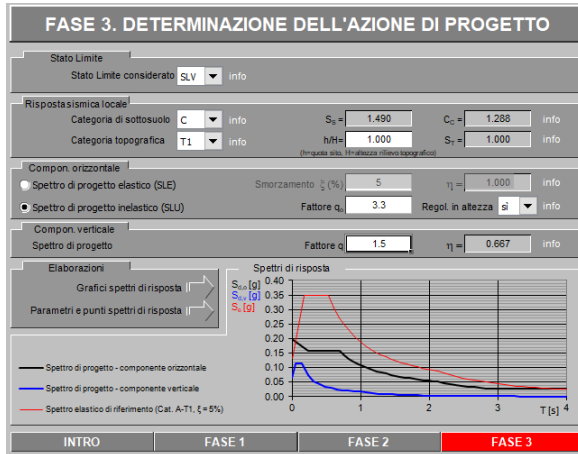 FASE 3. DETERMINAZIONE DELL'AZIONE DI PROGETTO
Stato Limite
Stato Limite considerato SLV info
Risposta sismica locale
Categoria di sottosuolo C info S_S = 1.490 C_C = 1.288 info
Categoria topografica T1 info h/H= 1.000 S_T = 1.000 info
(h=quota sito, H=altezza rilievo topografico)
Compon. orizzontale
Spettro di progetto elastico (SLE) Smorzamento ξ (%) 5 η = 1.000 info
Spettro di progetto inelastico (SLU) Fattore q₀ 3.3 Regol. in altezza sì info
Compon. verticale
Spettro di progetto Fattore q 1.5 η = 0.667 info
Elaborazioni
Grafici spettri di risposta
Parametri e punti spettri di risposta
Spettri di risposta
S_d,o [g]
S_d,v [g]
S_e [g]
0.40
0.35
0.30
0.25
0.20
0.15
0.10
0.05
0.00
0 1 2 3 4
T [s]
Spettro di progetto - componente orizzontale
Spettro di progetto - componente verticale
Spettro elastico di riferimento (Cat. A-T1, ξ = 5%)
INTRO FASE 1 FASE 2 FASE 3